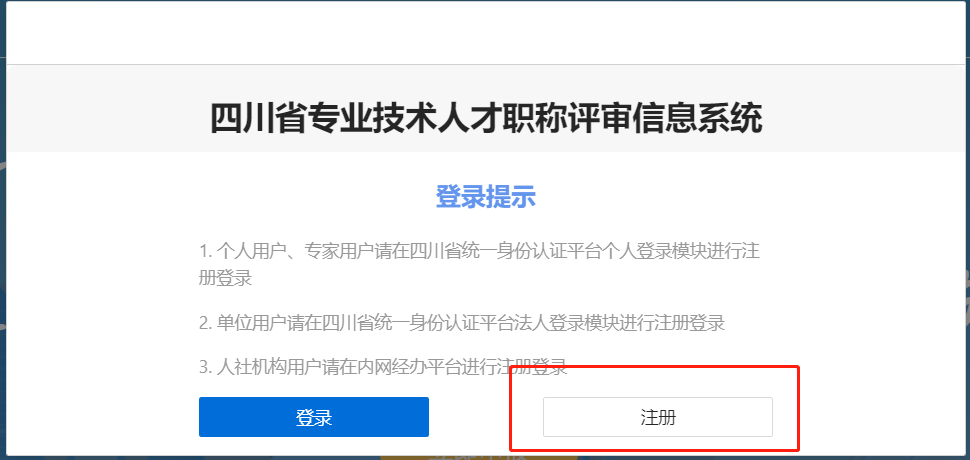 四川省专业技术人才职称评审信息系统
登录提示
1. 个人用户、专家用户请在四川省统一身份认证平台个人登录模块进行注
册登录
2. 单位用户请在四川省统一身份认证平台法人登录模块进行注册登录
3. 人社机构用户请在内网经办平台进行注册登录
登录
注册